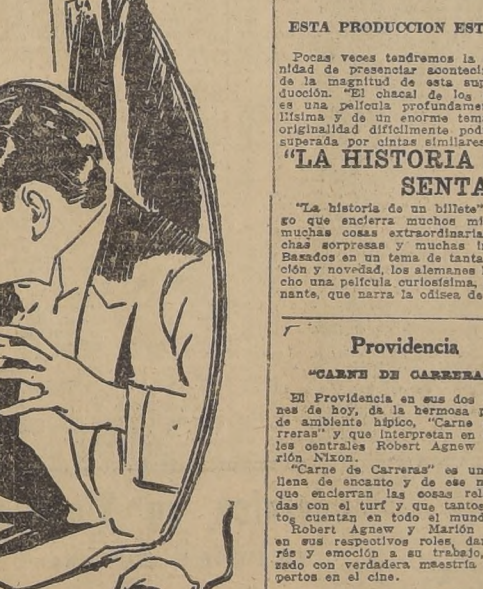 ESTA PRODUCCION EST
Pocas veces tendremos la
nidad de presenciar aconteci
de la magnitud de esta sup
ducción. "El chacal de los
es una película profundame
llísima y de un enorme tem
originalidad difícilmente pod
superada por cintas similares
"LA HISTORIA
SENTA
"La historia de un billete"
go que encierra muchos mi
muchas cosas extraordinaria
chas sorpresas y muchas i
Basados en un tema de tanta
ción y novedad, los alemanes
cho una película curiosísima,
nante, que narra la odisea de
Providencia
"CARNE DE CARRERA
El Providencia en sus dos
nes de hoy, da la hermosa p
de ambiente hípico, "Carne
rreras" y que interpretan en
les centrales Robert Agnew
rión Nixon.
"Carne de Carreras" es un
llena de encanto y de ese m
que encierran las cosas rel
das con el turf y que tantos
tos cuentan en todo el mund
Robert Agnew y Marión
en sus respectivos roles, dan
rés y emoción a su trabajo,
zado con verdadera maestría
pertos en el cine.